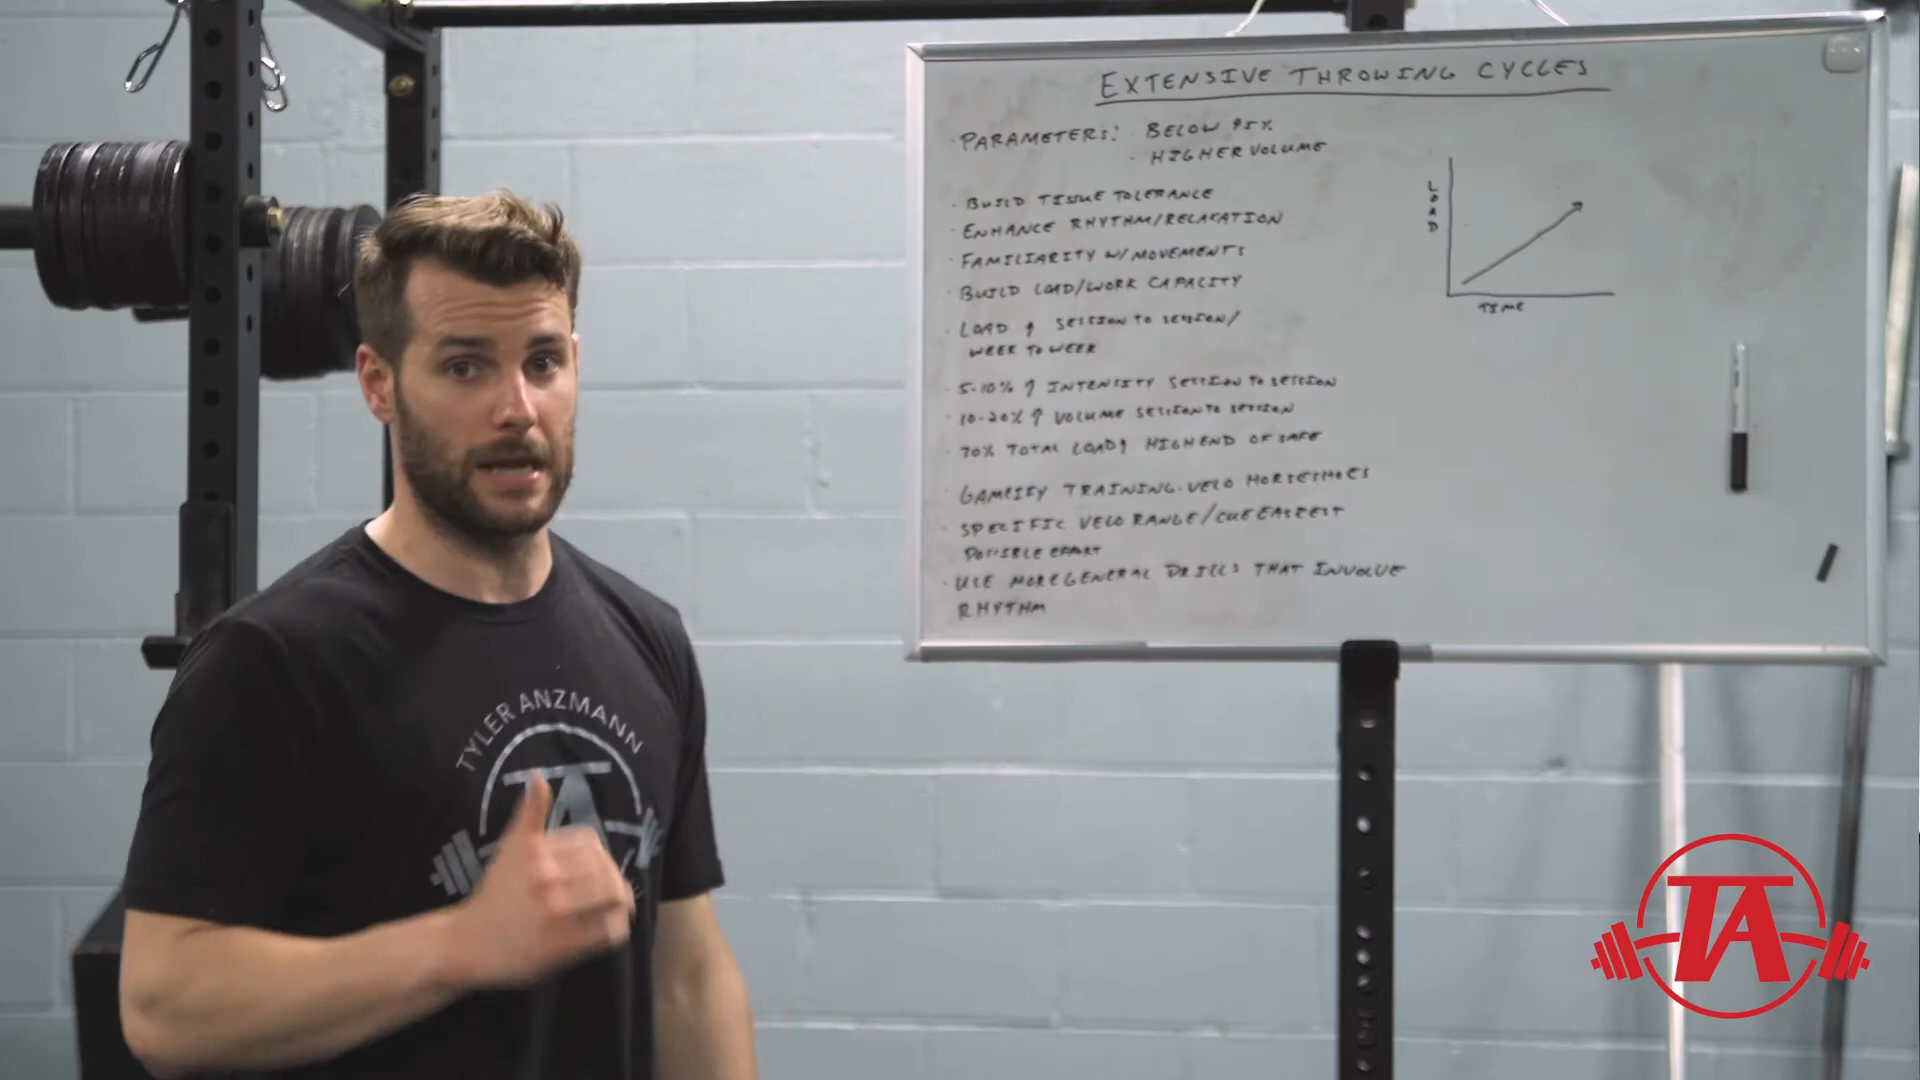 EXTENSIVE THROWING CYCLES
· PARAMETERS: · BELOW 95%
· HIGHER VOLUME
· BUILD TISSUE TOLERANCE
· ENHANCE RHYTHM/RELAXATION
· FAMILIARITY W/MOVEMENTS
· BUILD LOAD/WORK CAPACITY
· LOAD ↑ SESSION TO SESSION/
WEEK TO WEEK
· 5-10% ↑ INTENSITY SESSION TO SESSION
· 10-20% ↑ VOLUME SESSION TO SESSION
· 30% TOTAL LOAD↑ HIGH END OF SAFE
· GAMEIFY TRAINING-VELO HORSESHOES
· SPECIFIC VELO RANGE/CUE EASIEST
POSSIBLE EFFORT
· USE MORE GENERAL DRILLS THAT INVOLVE
RHYTHM
LOAD
TIME
TYLER ANZMANN
TA
TA